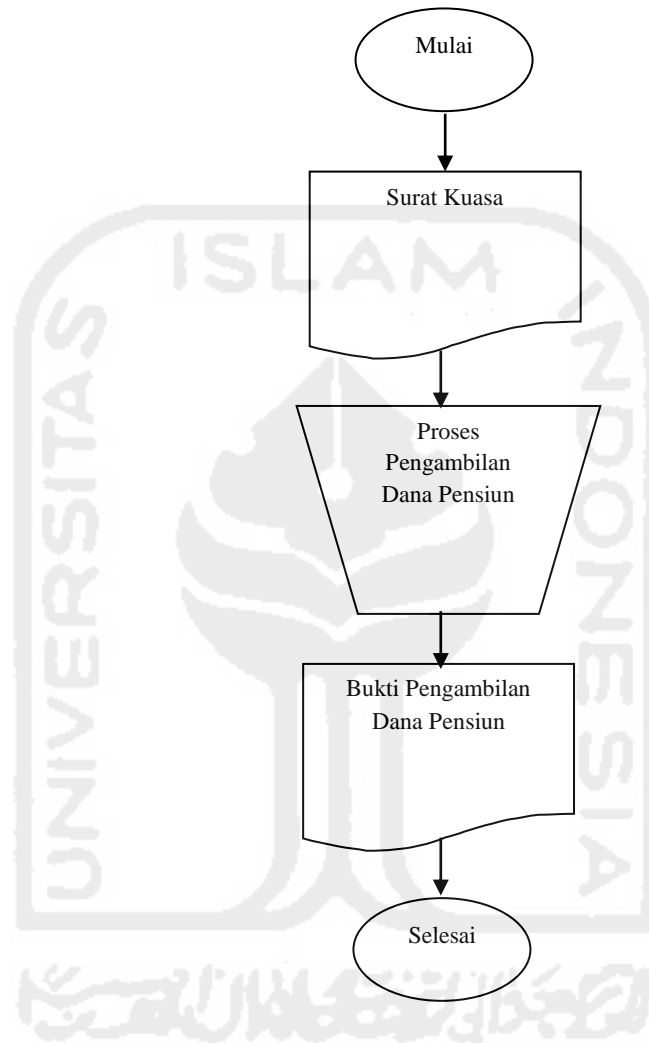 Mulai
Surat Kuasa
ISLAM
UNIVERSITAS
INDONESIA
Proses
Pengambilan
Dana Pensiun
Bukti Pengambilan
Dana Pensiun
Selesai